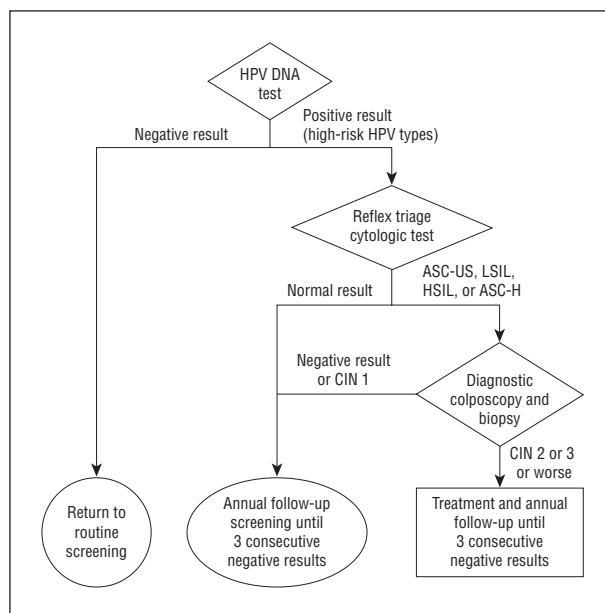 HPV DNA
test
Negative result
Positive result
(high-risk HPV types)
Reflex triage
cytologic test
Normal result
ASC-US, LSIL,
HSIL, or ASC-H
Negative result
or CIN 1
Diagnostic
colposcopy and
biopsy
CIN 2 or 3
or worse
Return to
routine
screening
Annual follow-up
screening until
3 consecutive
negative results
Treatment and annual
follow-up until
3 consecutive
negative results